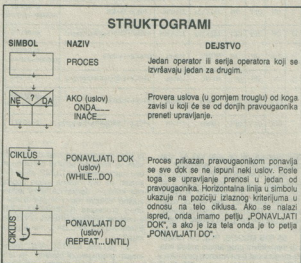 STRUKTOGRAMI
SIMBOL NAZIV DEJSTVO
PROCES
Jedan operator ili serija operatora koji se
izvršavaju jedan za drugim.
NE ? DA
AKO (uslov)
ONDA___
INAČE___
Provera uslova (u gornjem trouglu) od koga
zavisi u koji će se od donjih pravougaonika
preneti upravljanje.
CIKLUS
PONAVLJATI, DOK
(uslov)
(WHILE...DO)
Proces prikazan pravougaonikom ponavlja
se sve dok se ne ispuni neki uslov. Posle
toga se upravljanje prenosi u jedan od
pravougaonika. Horizontalna linija u simbolu
ukazuje na poziciju izlaznog kriterijuma u
odnosu na telo ciklusa. Ako se nalazi
ispred, onda imamo petlju „PONAVLJATI
DOK", a ako je iza tela onda je to petlja
„PONAVLJATI DO".
CIKLUS
PONAVLJATI DO
(uslov)
(REPEAT...UNTIL)